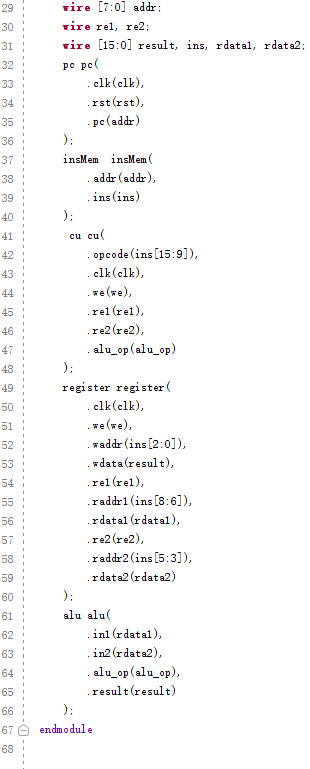 29 wire [7:0] addr;
30 wire re1, re2;
31 wire [15:0] result, ins, rdata1, rdata2;
32 pc pc(
33 .clk(clk),
34 .rst(rst),
35 .pc(addr)
36 );
37 insMem  insMem(
38 .addr(addr),
39 .ins(ins)
40 );
41 cu cu(
42 .opcode(ins[15:9]),
43 .clk(clk),
44 .we(we),
45 .re1(re1),
46 .re2(re2),
47 .alu_op(alu_op)
48 );
49 register register(
50 .clk(clk),
51 .we(we),
52 .waddr(ins[2:0]),
53 .wdata(result),
54 .re1(re1),
55 .raddr1(ins[8:6]),
56 .rdata1(rdata1),
57 .re2(re2),
58 .raddr2(ins[5:3]),
59 .rdata2(rdata2)
60 );
61 alu alu(
62 .in1(rdata1),
63 .in2(rdata2),
64 .alu_op(alu_op),
65 .result(result)
66 );
67 endmodule
68